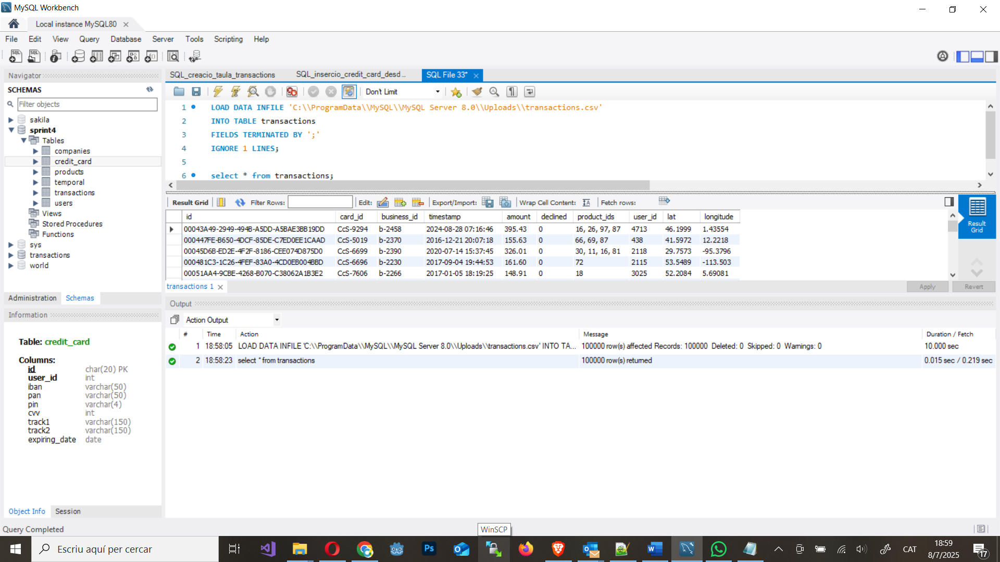 MySQL Workbench
Local instance MySQL80
File Edit View Query Database Server Tools Scripting Help
Navigator
SCHEMAS
Filter objects
sakila
sprint4
Tables
companies
credit_card
products
temporal
transactions
users
Views
Stored Procedures
Functions
sys
transactions
world
Administration Schemas
Information
Table: credit_card
Columns:
id char(20) PK
user_id int
iban varchar(50)
pan varchar(50)
pin varchar(4)
cvv int
track1 varchar(150)
track2 varchar(150)
expiring_date date
Object Info Session
SQL_creacio_taula_transactions SQL_insercio_credit_card_desd... SQL File 33*
Don't Limit
1 LOAD DATA INFILE 'C:\\ProgramData\\MySQL\\MySQL Server 8.0\\Uploads\\transactions.csv'
2 INTO TABLE transactions
3 FIELDS TERMINATED BY ';'
4 IGNORE 1 LINES;
5
6 select * from transactions;
Result Grid Filter Rows: Edit: Export/Import: Wrap Cell Content: Fetch rows:
id card_id business_id timestamp amount declined product_ids user_id lat longitude
00043A49-2949-494B-A5DD-A5BAE3BB19DD CcS-9294 b-2458 2024-08-28 07:16:46 395.43 0 16, 26, 97, 87 4713 46.1999 1.43554
000447FE-B650-4DCF-85DE-C7ED0EE1CAAD CcS-5019 b-2370 2016-12-21 20:07:18 155.63 0 66, 69, 87 438 41.5972 12.2218
00045D6B-ED2E-4F2F-8186-CEE074D875D0 CcS-6699 b-2390 2020-07-14 15:37:45 326.01 0 30, 11, 16, 81 2118 29.7573 -95.3796
000481C3-1C26-4FEF-83A0-4CD0EB004BBD CcS-6696 b-2230 2017-09-04 19:44:53 161.60 0 72 2115 53.5489 -113.503
00051AA4-9CBE-4268-B070-C38062A1B3E2 CcS-7606 b-2266 2017-01-05 18:19:25 148.91 0 18 3025 52.2084 5.69081
Result
Grid
transactions 1
Apply Revert
Output
Action Output
# Time Action Message Duration / Fetch
1 18:58:05 LOAD DATA INFILE 'C:\\ProgramData\\MySQL\\MySQL Server 8.0\\Uploads\\transactions.csv' INTO TA... 100000 row(s) affected Records: 100000 Deleted: 0 Skipped: 0 Warnings: 0 10.000 sec
2 18:58:23 select * from transactions 100000 row(s) returned 0.015 sec / 0.219 sec
Query Completed
WinSCP
Escriu aquí per cercar
CAT
18:59
8/7/2025
17